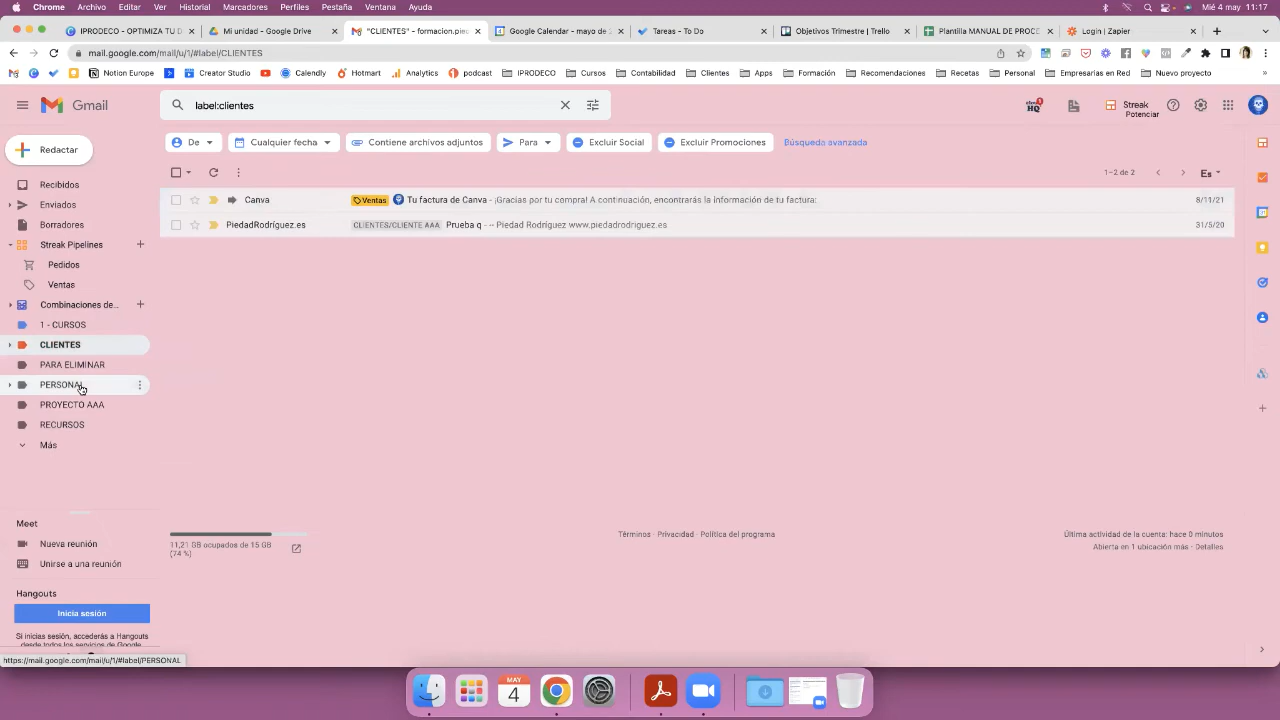 Chrome Archivo Editar Ver Historial Marcadores Perfiles Pestaña Ventana Ayuda Mié 4 may 11:17
IPRODECO - OPTIMIZA TU D Mi unidad - Google Drive "CLIENTES" - formacion.pied Google Calendar - mayo de 2 Tareas - To Do Objetivos Trimestre | Trello Plantilla MANUAL DE PROCE Login | Zapier
mail.google.com/mail/u/1/#label/CLIENTES
Notion Europe Creator Studio Calendly Hotmart Analytics podcast IPRODECO Cursos Contabilidad Clientes Apps Formación Recomendaciones Recetas Personal Empresarias en Red Nuevo proyecto »
Gmail label:clientes Streak
Potenciar
Redactar De Cualquier fecha Contiene archivos adjuntos Para Excluir Social Excluir Promociones Búsqueda avanzada
1–2 de 2 Es
Recibidos
Enviados
Borradores
Streak Pipelines
Pedidos
Ventas
Combinaciones de...
1 - CURSOS
CLIENTES
PARA ELIMINAR
PERSONAL
PROYECTO AAA
RECURSOS
Más
Canva Ventas Tu factura de Canva - ¡Gracias por tu compra! A continuación, encontrarás la información de tu factura: 8/11/21
PiedadRodríguez.es CLIENTES/CLIENTE AAA Prueba q - -- Piedad Rodríguez www.piedadrodriguez.es 31/5/20
Meet
Nueva reunión
Unirse a una reunión
Hangouts
Inicia sesión
Si inicias sesión, accederás a Hangouts
desde todos los servicios de Google
11,21 GB ocupados de 15 GB
(74 %)
Términos · Privacidad · Política del programa
Última actividad de la cuenta: hace 0 minutos
Abierta en 1 ubicación más · Detalles
https://mail.google.com/mail/u/1/#label/PERSONAL
MAY
4